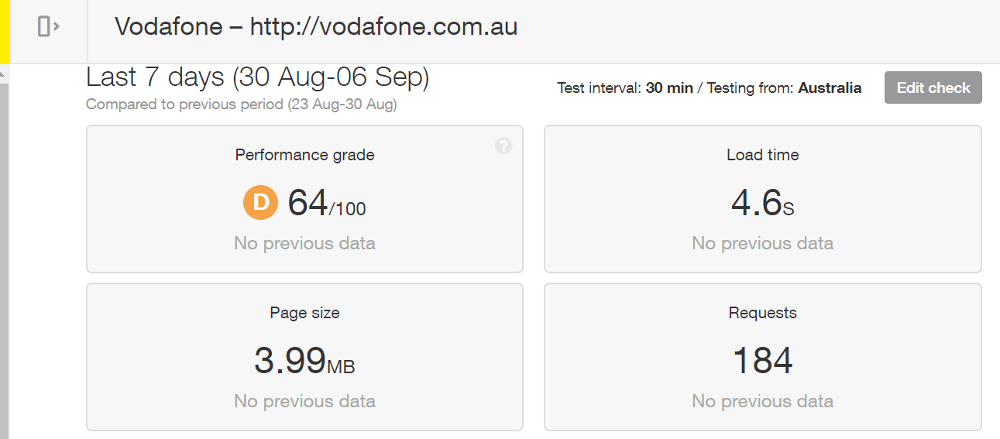 Vodafone – http://vodafone.com.au
Last 7 days (30 Aug-06 Sep)
Compared to previous period (23 Aug-30 Aug)
Test interval: 30 min / Testing from: Australia
Edit check
Performance grade
?
D 64/100
No previous data
Load time
4.6s
No previous data
Page size
3.99MB
No previous data
Requests
184
No previous data